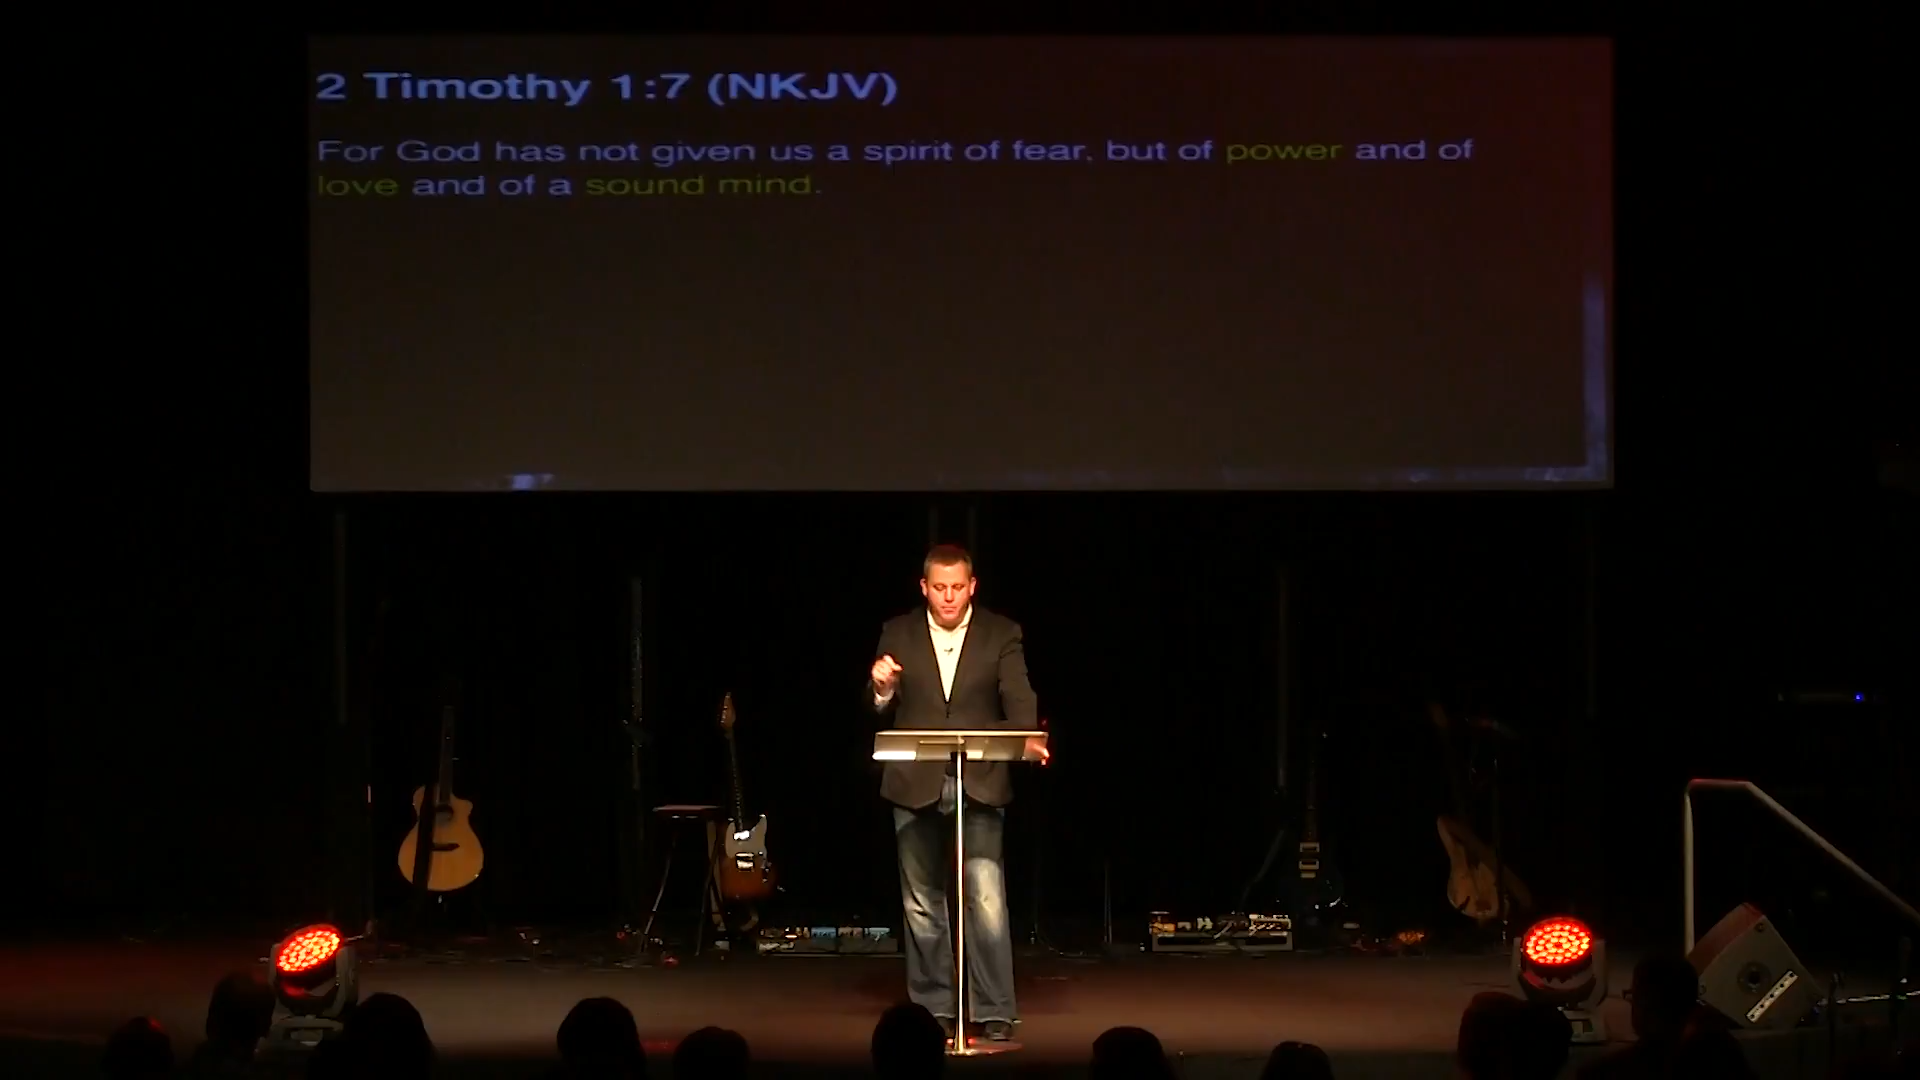 2 Timothy 1:7 (NKJV)
For God has not given us a spirit of fear, but of power and of
love and of a sound mind.